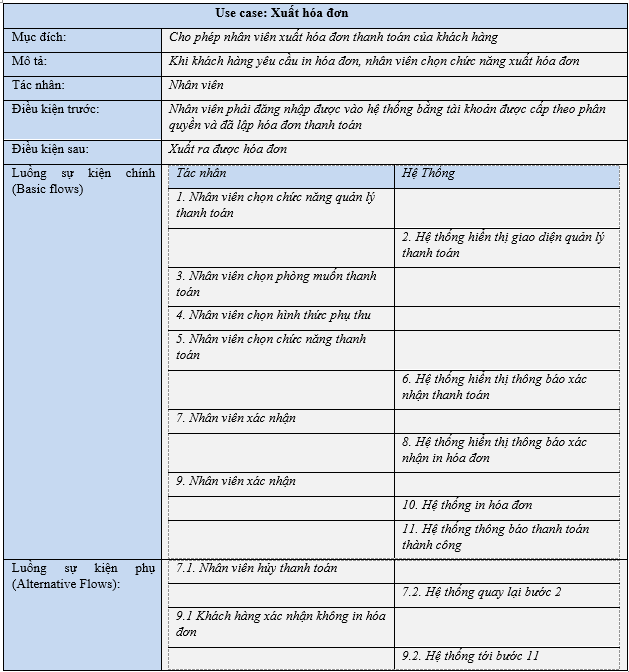 Use case: Xuất hóa đơn
Mục đích:
Cho phép nhân viên xuất hóa đơn thanh toán của khách hàng
Mô tả:
Khi khách hàng yêu cầu in hóa đơn, nhân viên chọn chức năng xuất hóa đơn
Tác nhân:
Nhân viên
Điều kiện trước:
Nhân viên phải đăng nhập được vào hệ thống bằng tài khoản được cấp theo phân
quyền và đã lập hóa đơn thanh toán
Điều kiện sau:
Xuất ra được hóa đơn
Luồng sự kiện chính
(Basic flows)
Tác nhân
Hệ Thống
1. Nhân viên chọn chức năng quản lý
thanh toán
2. Hệ thống hiển thị giao diện quản lý
thanh toán
3. Nhân viên chọn phòng muốn thanh
toán
4. Nhân viên chọn hình thức phụ thu
5. Nhân viên chọn chức năng thanh
toán
6. Hệ thống hiển thị thông báo xác
nhận thanh toán
7. Nhân viên xác nhận
8. Hệ thống hiển thị thông báo xác
nhận in hóa đơn
9. Nhân viên xác nhận
10. Hệ thống in hóa đơn
11. Hệ thống thông báo thanh toán
thành công
Luồng sự kiện phụ
(Alternative Flows):
7.1. Nhân viên hủy thanh toán
7.2. Hệ thống quay lại bước 2
9.1 Khách hàng xác nhận không in hóa
đơn
9.2. Hệ thống tới bước 11